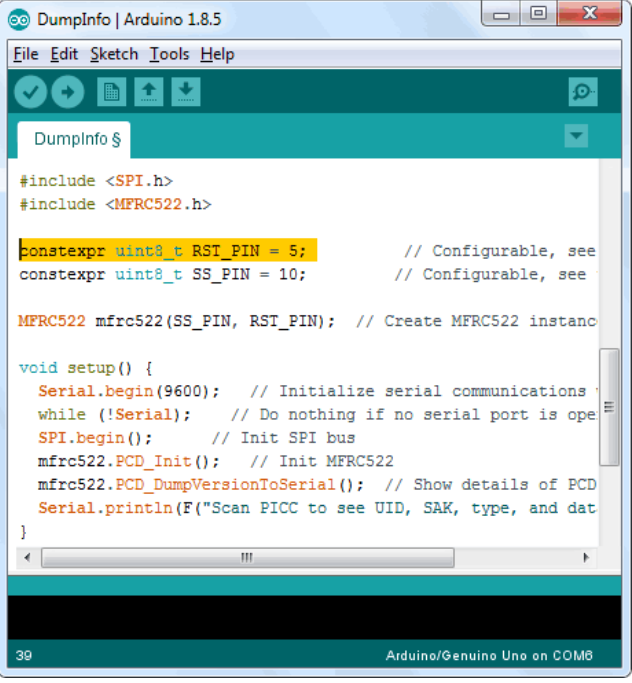 DumpInfo | Arduino 1.8.5
File Edit Sketch Tools Help
DumpInfo §
#include <SPI.h>
#include <MFRC522.h>
constexpr uint8_t RST_PIN = 5; // Configurable, see
constexpr uint8_t SS_PIN = 10; // Configurable, see
MFRC522 mfrc522(SS_PIN, RST_PIN); // Create MFRC522 instanc
void setup() {
Serial.begin(9600); // Initialize serial communications
while (!Serial); // Do nothing if no serial port is ope
SPI.begin(); // Init SPI bus
mfrc522.PCD_Init(); // Init MFRC522
mfrc522.PCD_DumpVersionToSerial(); // Show details of PCD
Serial.println(F("Scan PICC to see UID, SAK, type, and dat
}
39 Arduino/Genuino Uno on COM6